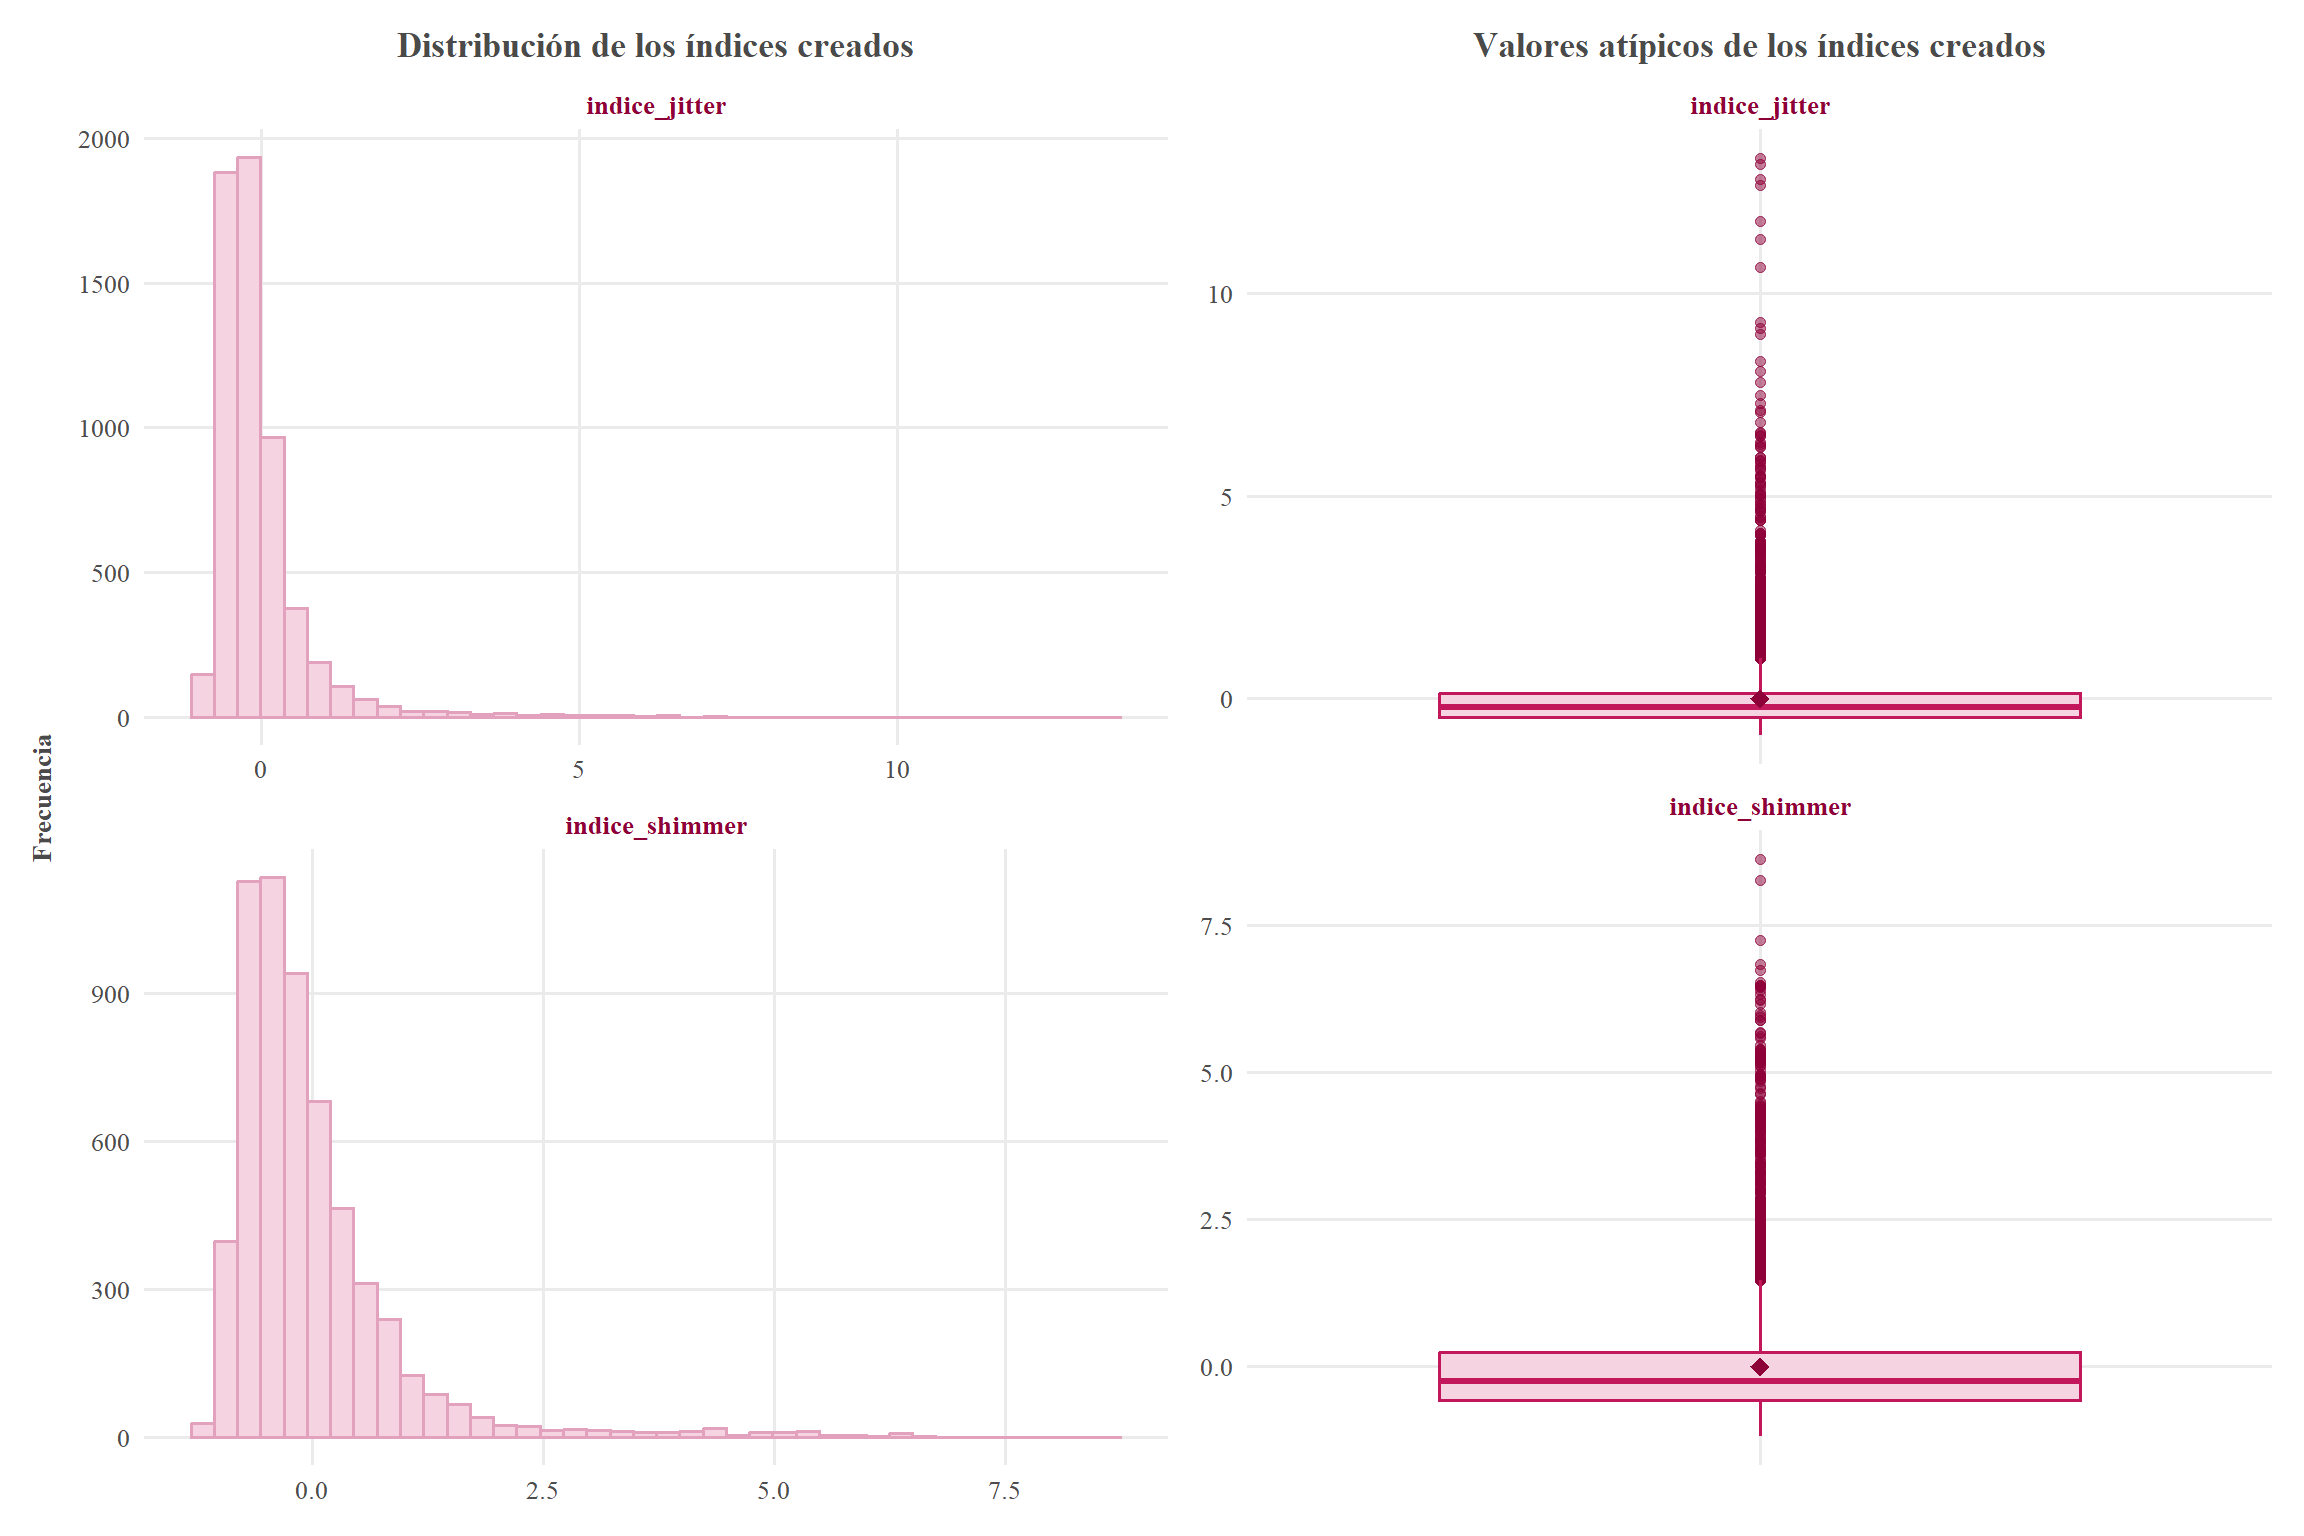 Distribución de los índices creados
indice_jitter
2000
1500
1000
500
0
0 5 10
Frecuencia
indice_shimmer
900
600
300
0
0.0 2.5 5.0 7.5
Valores atípicos de los índices creados
indice_jitter
10
5
0
indice_shimmer
7.5
5.0
2.5
0.0